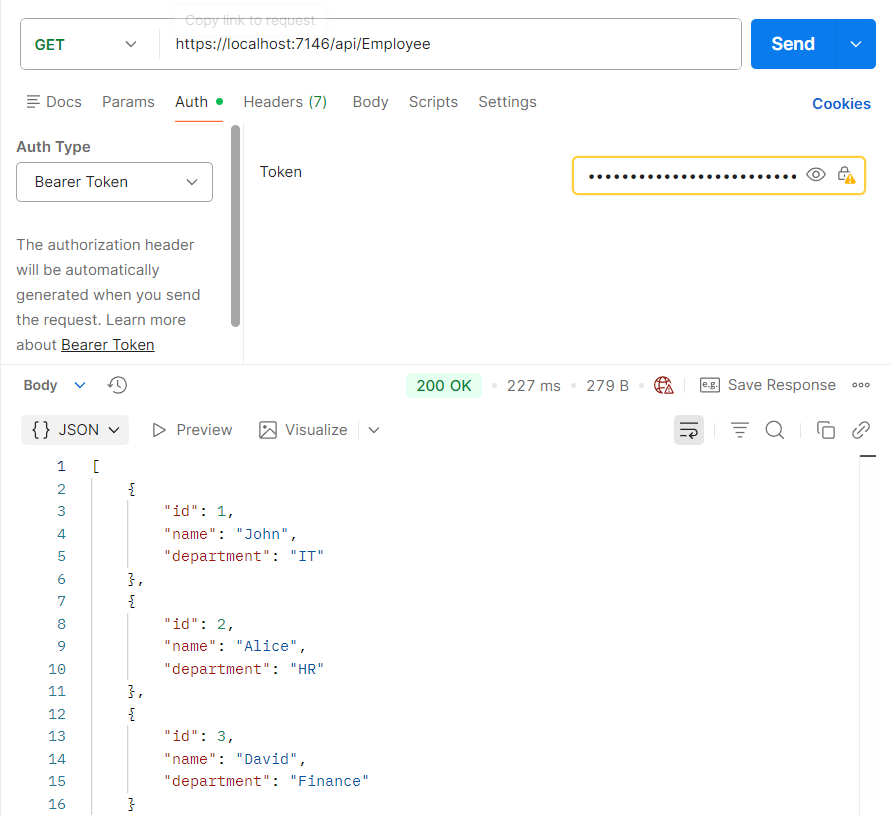 Copy link to request
GET https://localhost:7146/api/Employee Send
Docs Params Auth Headers (7) Body Scripts Settings Cookies
Auth Type
Bearer Token
Token •••••••••••••••••••••••••
The authorization header
will be automatically
generated when you send
the request. Learn more
about Bearer Token
Body 200 OK • 227 ms • 279 B • e.g. Save Response
{} JSON Preview Visualize
1 [
2 {
3 "id": 1,
4 "name": "John",
5 "department": "IT"
6 },
7 {
8 "id": 2,
9 "name": "Alice",
10 "department": "HR"
11 },
12 {
13 "id": 3,
14 "name": "David",
15 "department": "Finance"
16 }